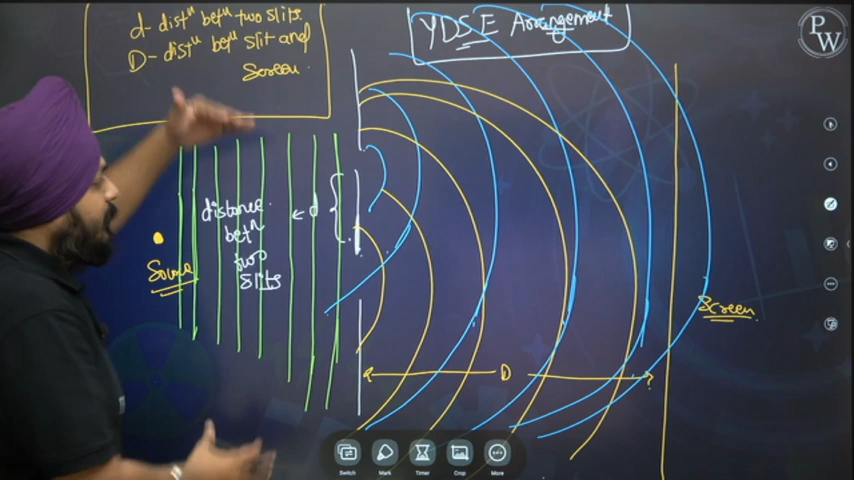 d- distⁿ betⁿ two slits.
D- distⁿ betⁿ slit and
Screen.
YDSE Arrangement
PW
distance
betⁿ
two
slits
← d {
Source
D
Screen.
Switch
Mark
Timer
Crop
More